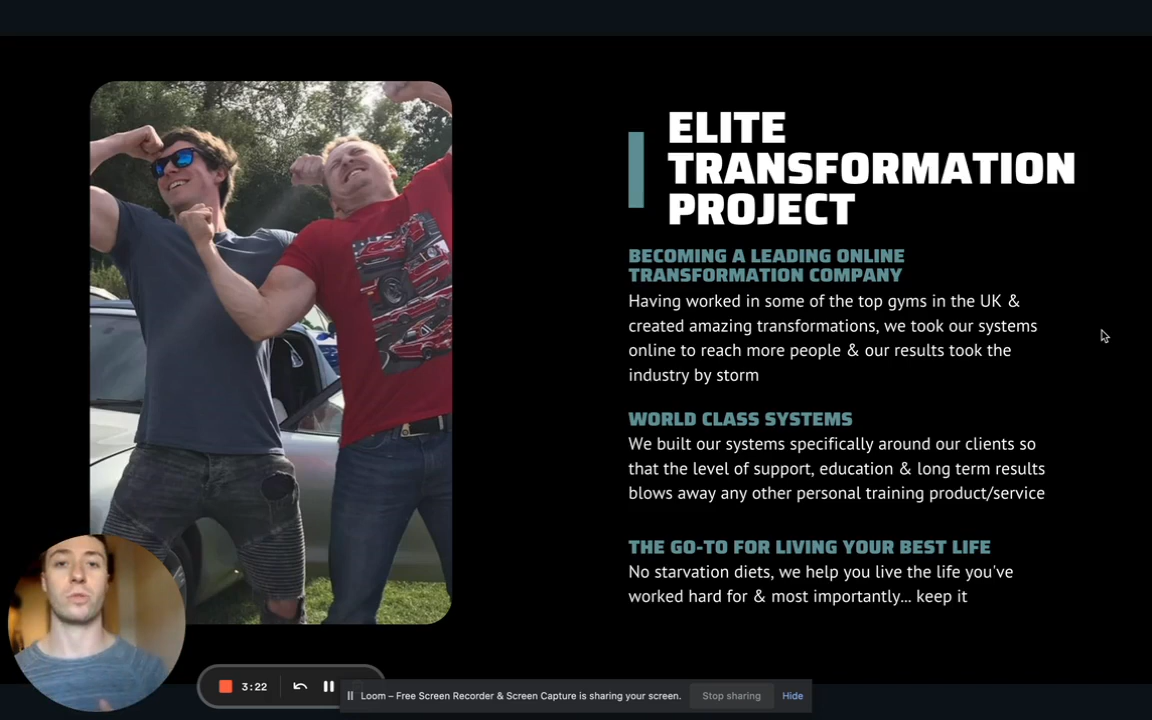 ELITE
TRANSFORMATION
PROJECT
BECOMING A LEADING ONLINE
TRANSFORMATION COMPANY
Having worked in some of the top gyms in the UK &
created amazing transformations, we took our systems
online to reach more people & our results took the
industry by storm
WORLD CLASS SYSTEMS
We built our systems specifically around our clients so
that the level of support, education & long term results
blows away any other personal training product/service
THE GO-TO FOR LIVING YOUR BEST LIFE
No starvation diets, we help you live the life you've
worked hard for & most importantly... keep it
3:22
Loom – Free Screen Recorder & Screen Capture is sharing your screen.
Stop sharing
Hide